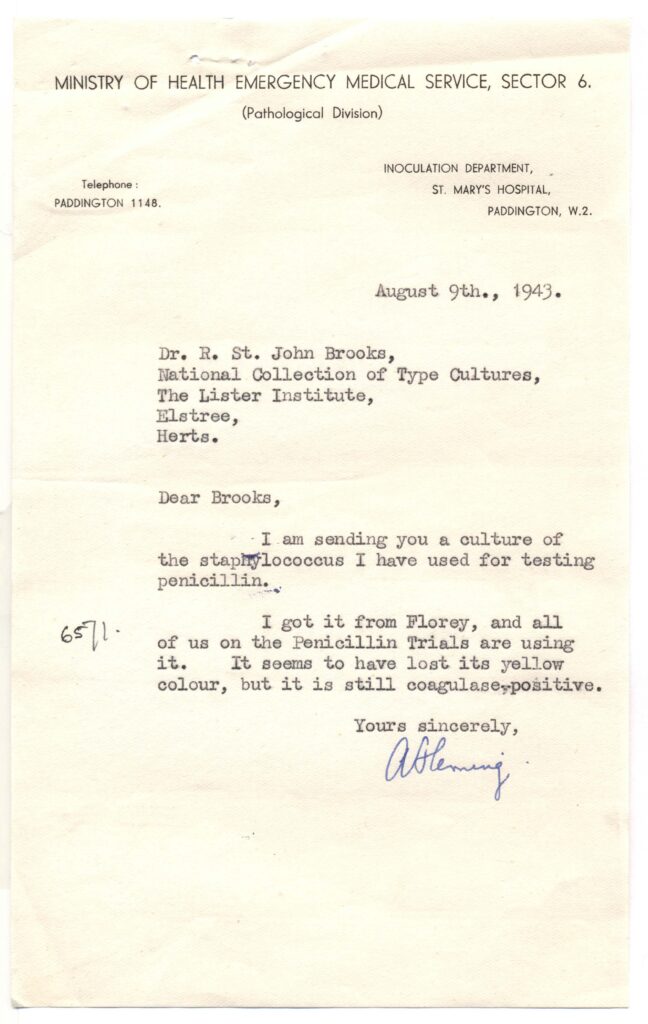 MINISTRY OF HEALTH EMERGENCY MEDICAL SERVICE, SECTOR 6.
(Pathological Division)
Telephone :
PADDINGTON 1148.
INOCULATION DEPARTMENT,
ST. MARY'S HOSPITAL,
PADDINGTON, W.2.
August 9th., 1943.
Dr. R. St. John Brooks,
National Collection of Type Cultures,
The Lister Institute,
Elstree,
Herts.
Dear Brooks,
I am sending you a culture of
the staphylococcus I have used for testing
penicillin.
I got it from Florey, and all
of us on the Penicillin Trials are using
it. It seems to have lost its yellow
colour, but it is still coagulase-positive.
6571.
Yours sincerely,
A Fleming.